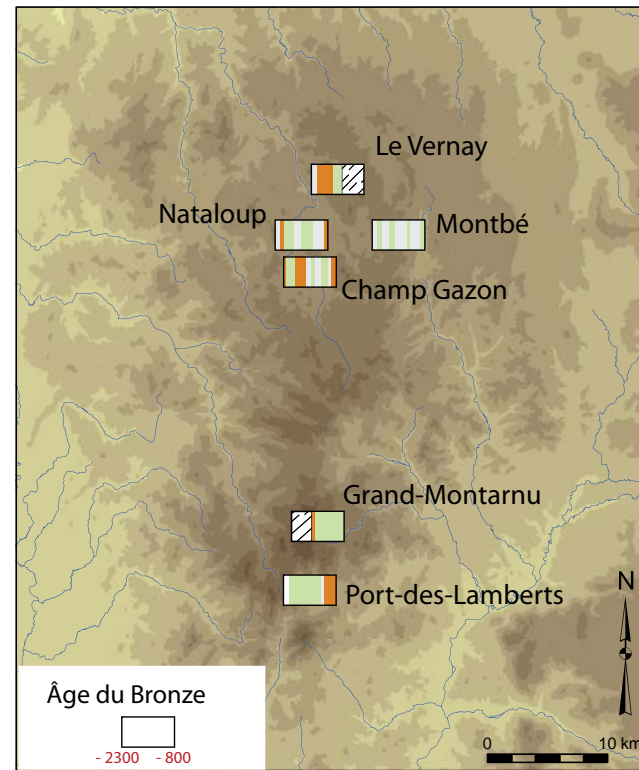 Le Vernay
Nataloup
Montbé
Champ Gazon
Grand-Montarnu
Port-des-Lamberts
N
Âge du Bronze
- 2300 - 800
0 10 km